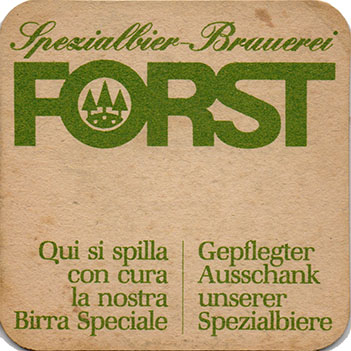 Spezialbier-Brauerei
FORST
Qui si spilla
con cura
la nostra
Birra Speciale
Gepflegter
Ausschank
unserer
Spezialbiere